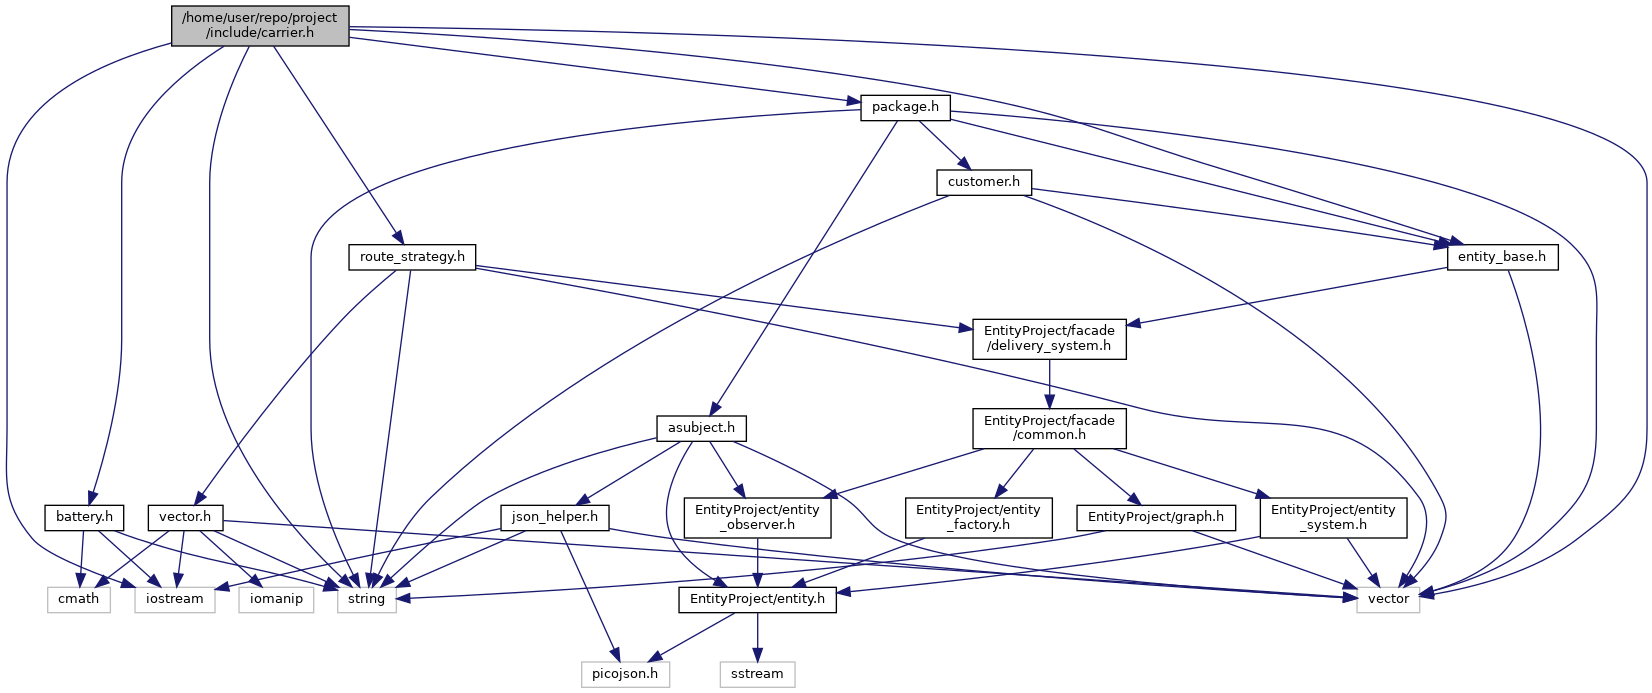 /home/user/repo/project
/include/carrier.h
package.h
customer.h
route_strategy.h
entity_base.h
EntityProject/facade
/delivery_system.h
asubject.h
EntityProject/facade
/common.h
battery.h
vector.h
json_helper.h
EntityProject/entity
_observer.h
EntityProject/entity
_factory.h
EntityProject/graph.h
EntityProject/entity
_system.h
cmath
iostream
iomanip
string
EntityProject/entity.h
vector
picojson.h
sstream